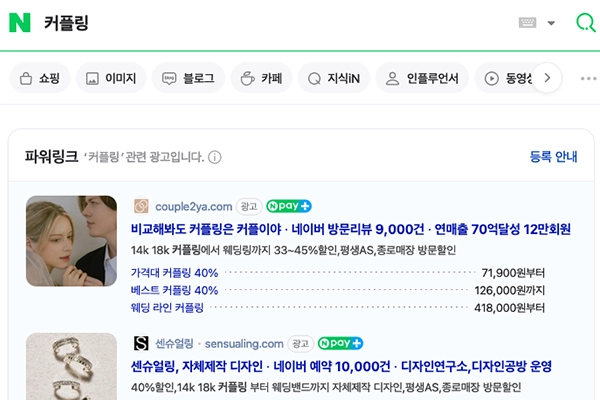 N 커플링
쇼핑 이미지 blog 블로그 카페 지식iN 인플루언서 동영상
파워링크 '커플링' 관련 광고입니다. 등록 안내
couple2ya.com 광고 N pay +
비교해봐도 커플링은 커플이야 · 네이버 방문리뷰 9,000건 · 연매출 70억달성 12만회원
14k 18k 커플링에서 웨딩링까지 33~45%할인,평생AS,종로매장 방문할인
가격대 커플링 40% 71,900원부터
베스트 커플링 40% 126,000원까지
웨딩 라인 커플링 418,000원부터
S 센슈얼링 · sensualing.com 광고 N pay +
센슈얼링, 자체제작 디자인 · 네이버 예약 10,000건 · 디자인연구소,디자인공방 운영
40%할인,14k 18k 커플링 부터 웨딩밴드까지 자체제작 디자인,평생AS,종로매장 방문할인